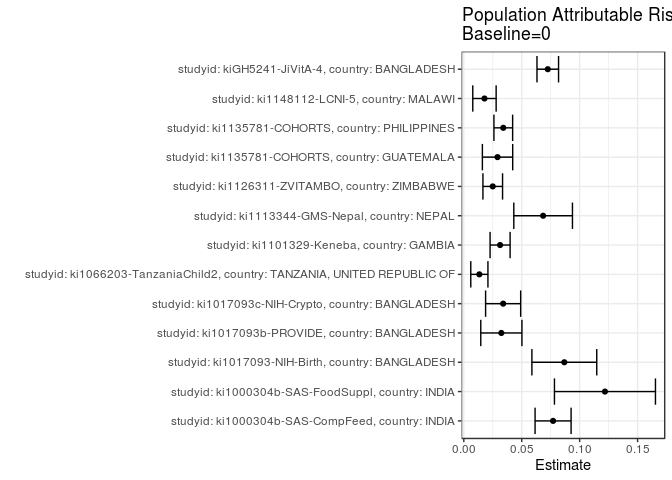 Population Attributable Ris
Baseline=0
studyid: kiGH5241-JiVitA-4, country: BANGLADESH
studyid: ki1148112-LCNI-5, country: MALAWI
studyid: ki1135781-COHORTS, country: PHILIPPINES
studyid: ki1135781-COHORTS, country: GUATEMALA
studyid: ki1126311-ZVITAMBO, country: ZIMBABWE
studyid: ki1113344-GMS-Nepal, country: NEPAL
studyid: ki1101329-Keneba, country: GAMBIA
studyid: ki1066203-TanzaniaChild2, country: TANZANIA, UNITED REPUBLIC OF
studyid: ki1017093c-NIH-Crypto, country: BANGLADESH
studyid: ki1017093b-PROVIDE, country: BANGLADESH
studyid: ki1017093-NIH-Birth, country: BANGLADESH
studyid: ki1000304b-SAS-FoodSuppl, country: INDIA
studyid: ki1000304b-SAS-CompFeed, country: INDIA
0.00 0.05 0.10 0.15
Estimate